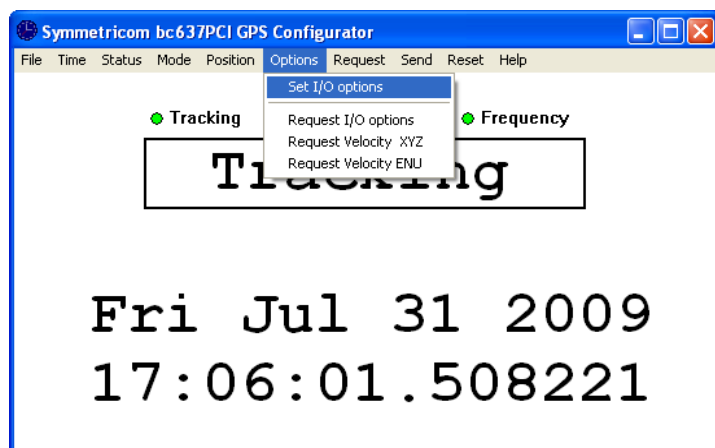 Symmetricom bc637PCI GPS Configurator
File Time Status Mode Position Options Request Send Reset Help
Set I/O options
Request I/O options
Request Velocity XYZ
Request Velocity ENU
Tracking
Frequency
Tracking
Fri Jul 31 2009
17:06:01.508221